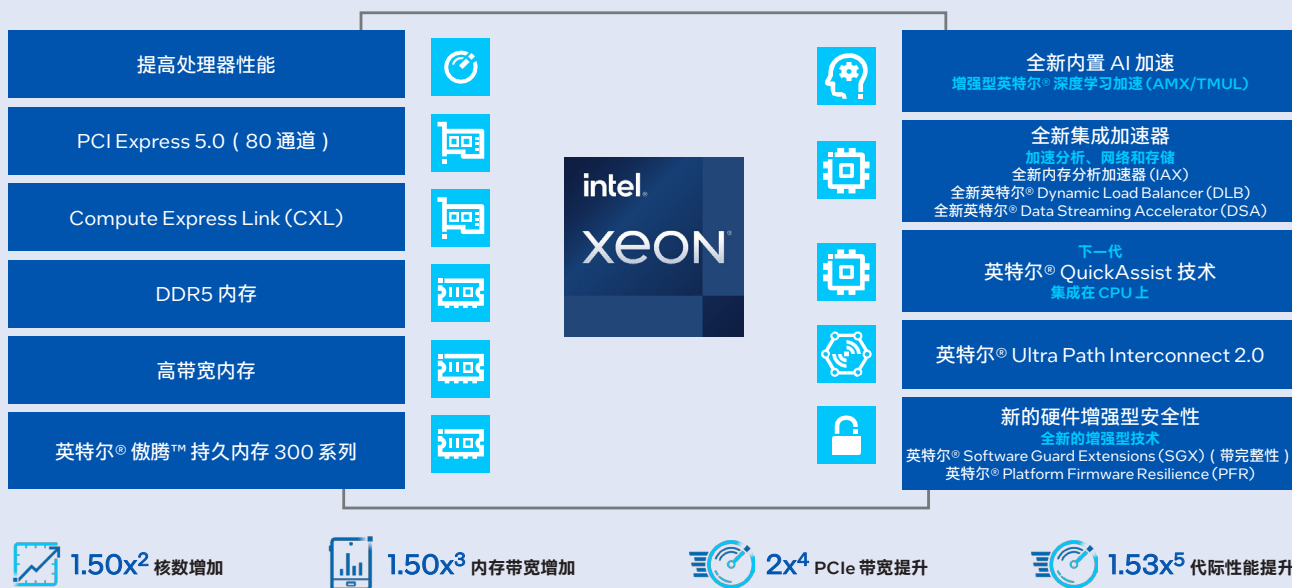 提高处理器性能
PCI Express 5.0 ( 80 通道 )
Compute Express Link (CXL)
DDR5 内存
高带宽内存
英特尔® 傲腾™ 持久内存 300 系列
intel.
xeon®
全新内置 AI 加速
增强型英特尔® 深度学习加速 (AMX/TMUL)
全新集成加速器
加速分析、网络和存储
全新内存分析加速器 (IAX)
全新英特尔® Dynamic Load Balancer (DLB)
全新英特尔® Data Streaming Accelerator (DSA)
下一代
英特尔® QuickAssist 技术
集成在 CPU 上
英特尔® Ultra Path Interconnect 2.0
新的硬件增强型安全性
全新的增强型技术
英特尔® Software Guard Extensions (SGX) ( 带完整性 )
英特尔® Platform Firmware Resilience (PFR)
1.50x² 核数增加
1.50x³ 内存带宽增加
2x⁴ PCIe 带宽提升
1.53x⁵ 代际性能提升